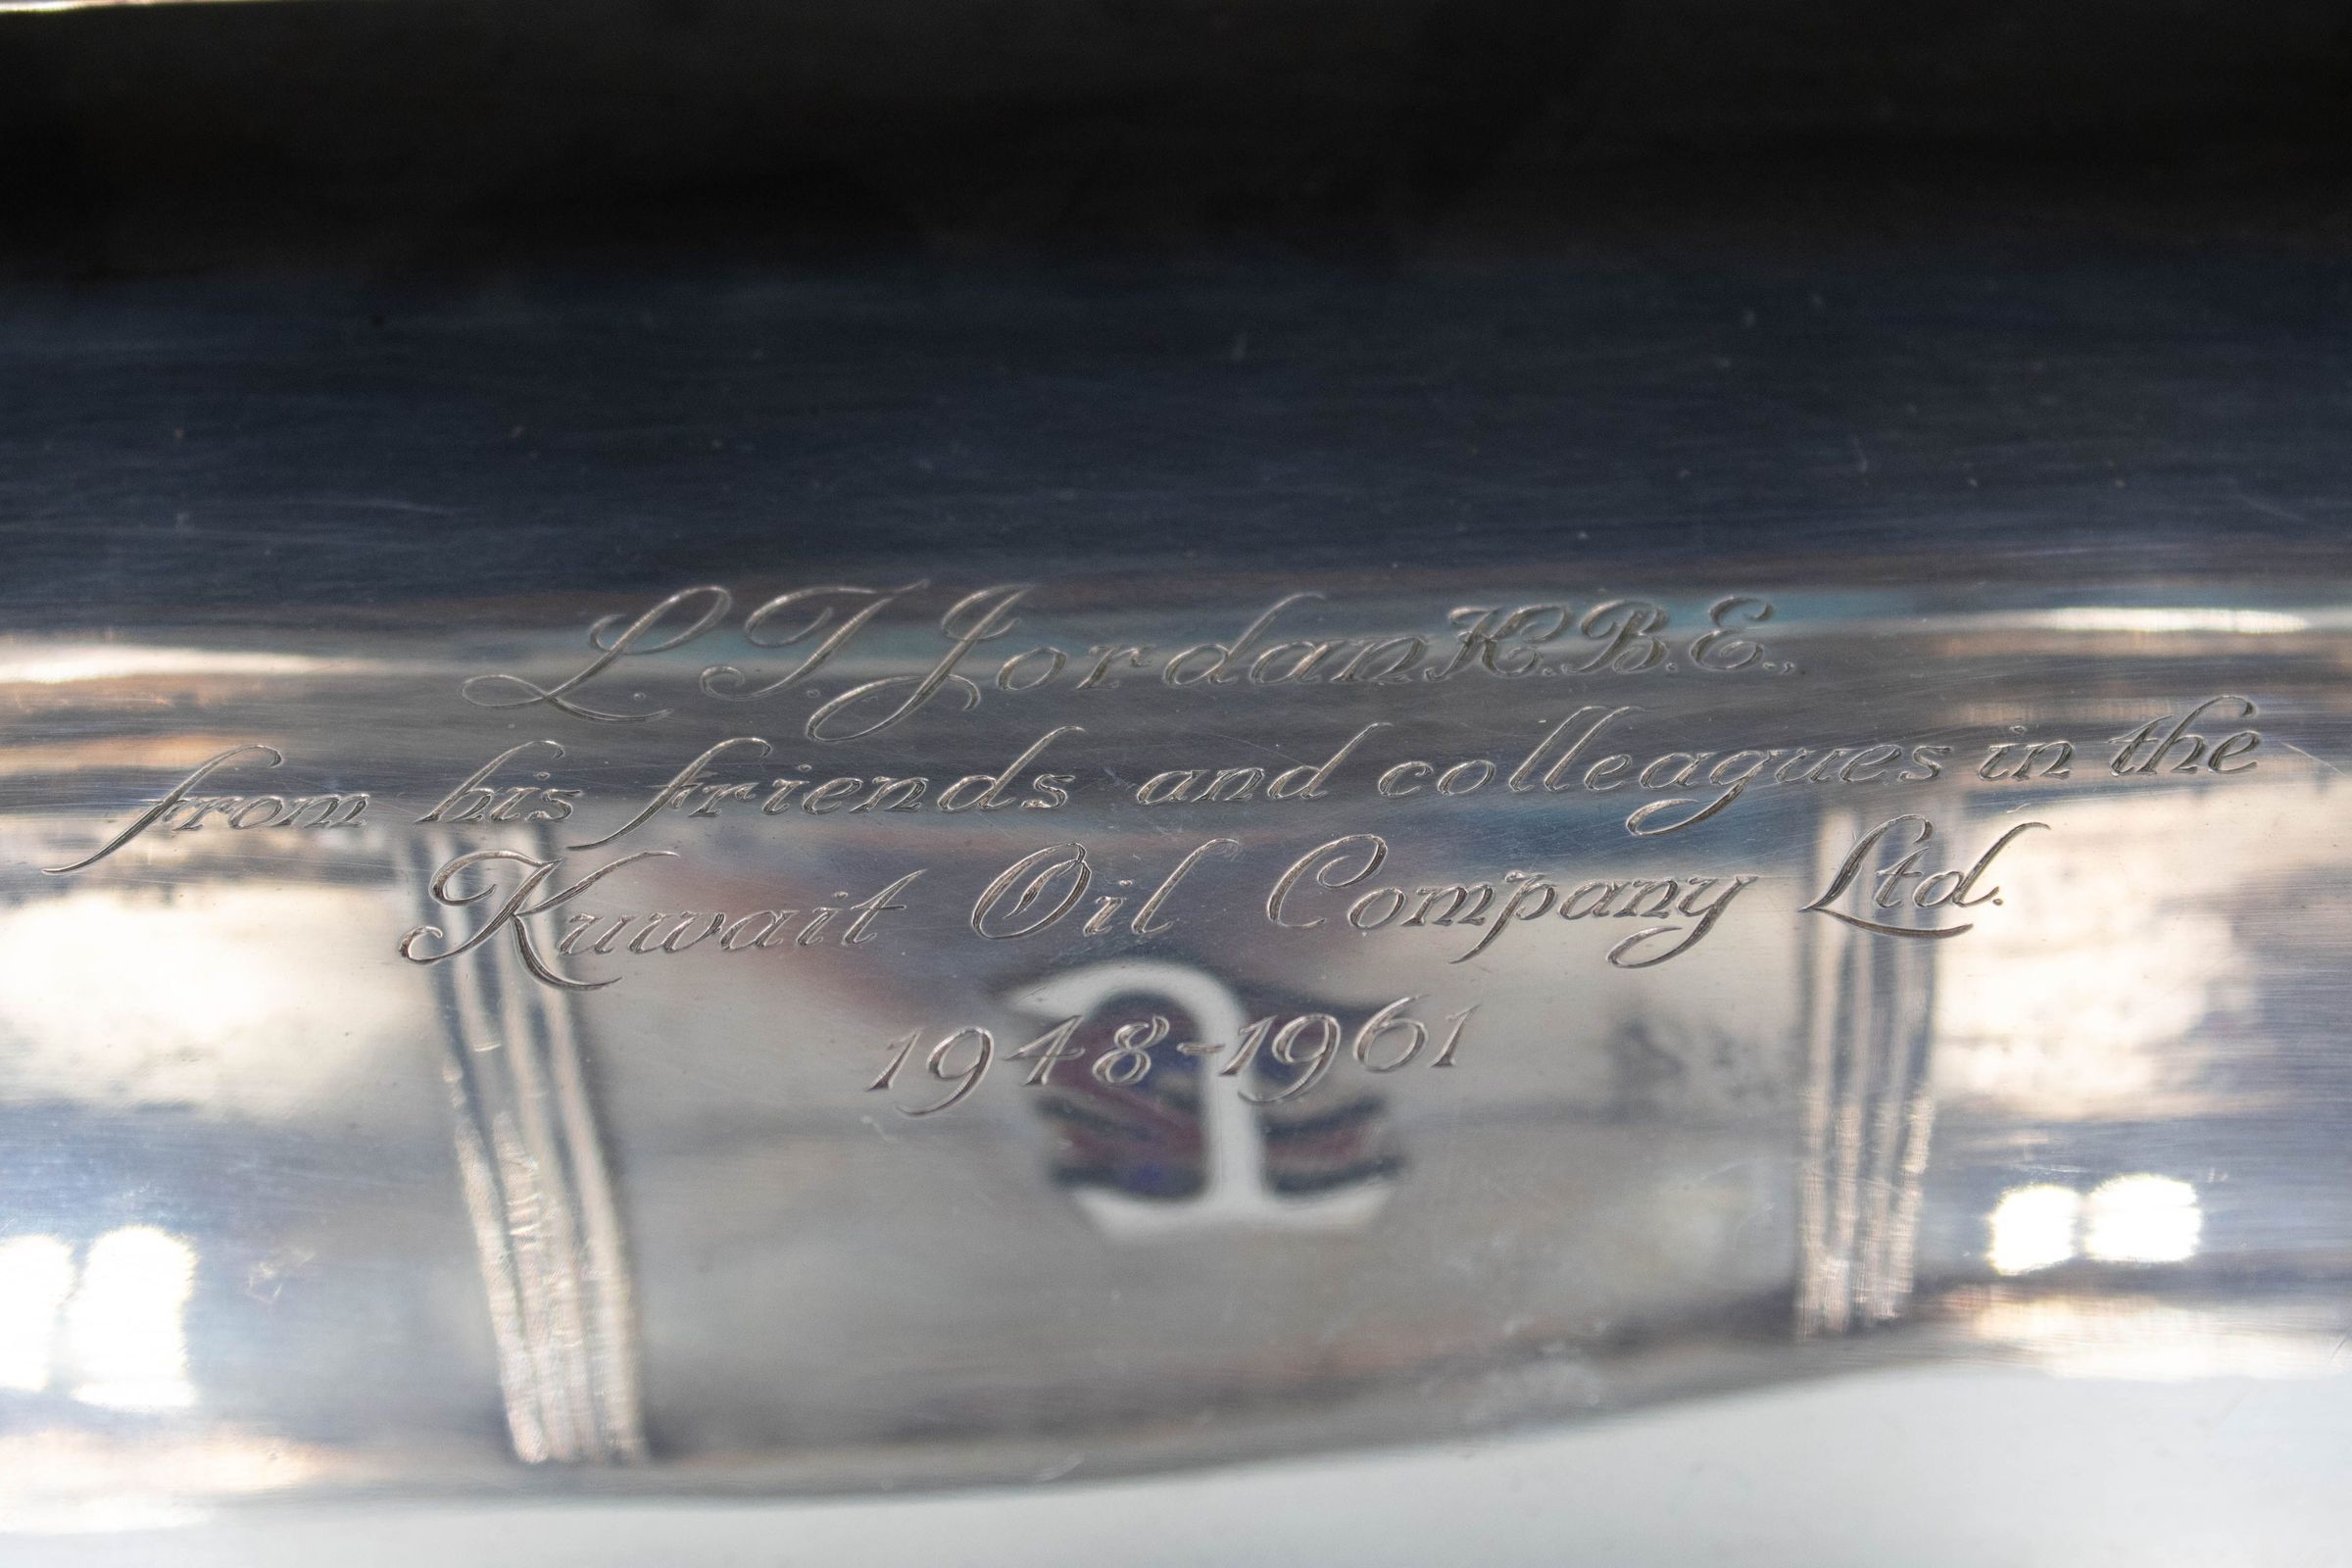 L. T. Jordan K.B.E.,
from his friends and colleagues in the
Kuwait Oil Company Ltd.
1948-1961